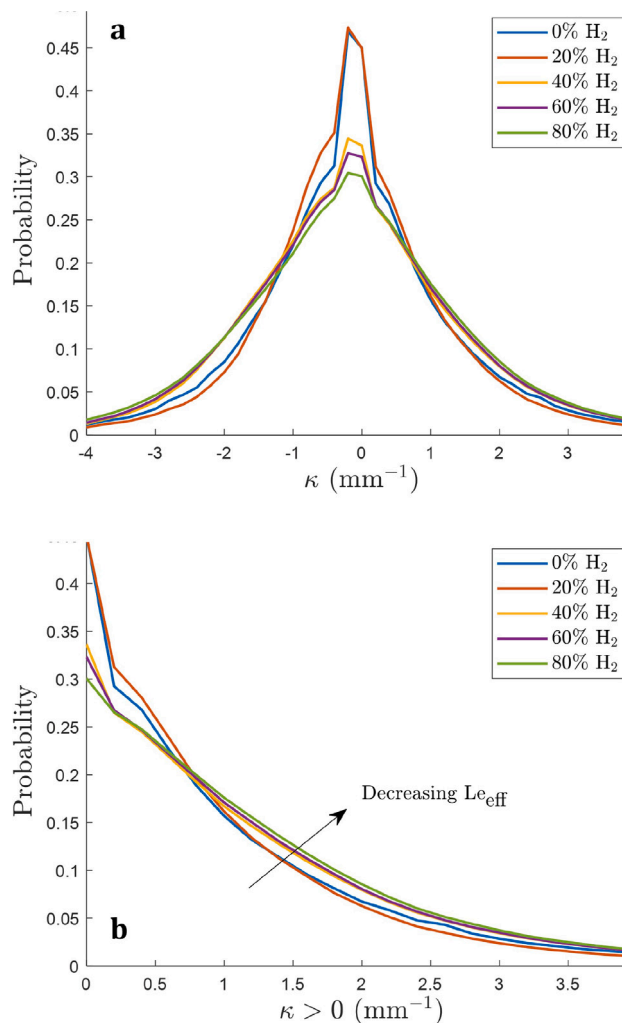 a
0% H₂
20% H₂
40% H₂
60% H₂
80% H₂
Probability
0.45
0.4
0.35
0.3
0.25
0.2
0.15
0.1
0.05
0
-4 -3 -2 -1 0 1 2 3
κ (mm⁻¹)
0% H₂
20% H₂
40% H₂
60% H₂
80% H₂
Probability
0.4
0.35
0.3
0.25
0.2
0.15
0.1
0.05
0
Decreasing Le_eff
b
0 0.5 1 1.5 2 2.5 3 3.5
κ > 0 (mm⁻¹)